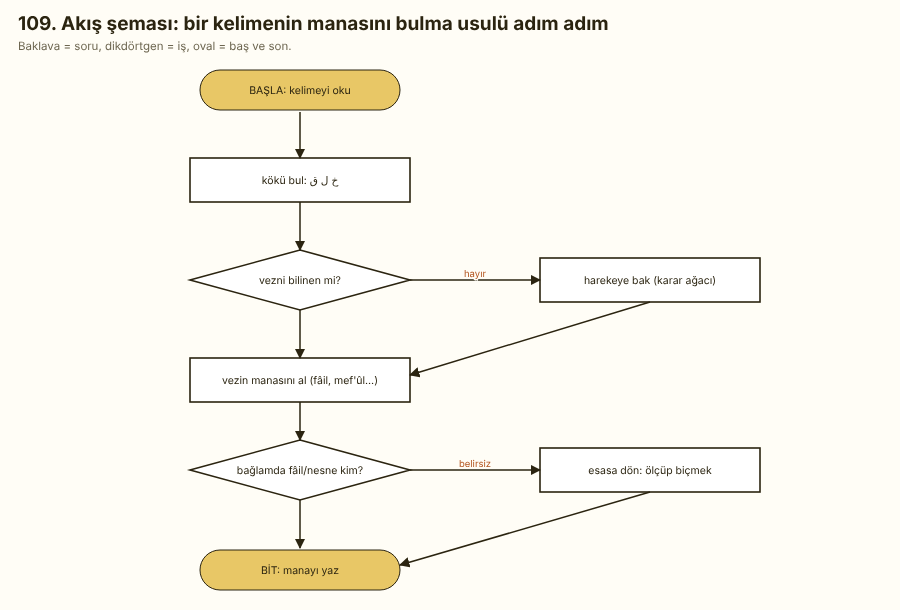 109. Akış şeması: bir kelimenin manasını bulma usulü adım adım
Baklava = soru, dikdörtgen = iş, oval = baş ve son.
BAŞLA: kelimeyi oku
kökü bul: خ ل ق
vezni bilinen mi?
hayır
harekeye bak (karar ağacı)
vezin manasını al (fâil, mef'ûl…)
bağlamda fâil/nesne kim?
belirsiz
esasa dön: ölçüp biçmek
BİT: manayı yaz